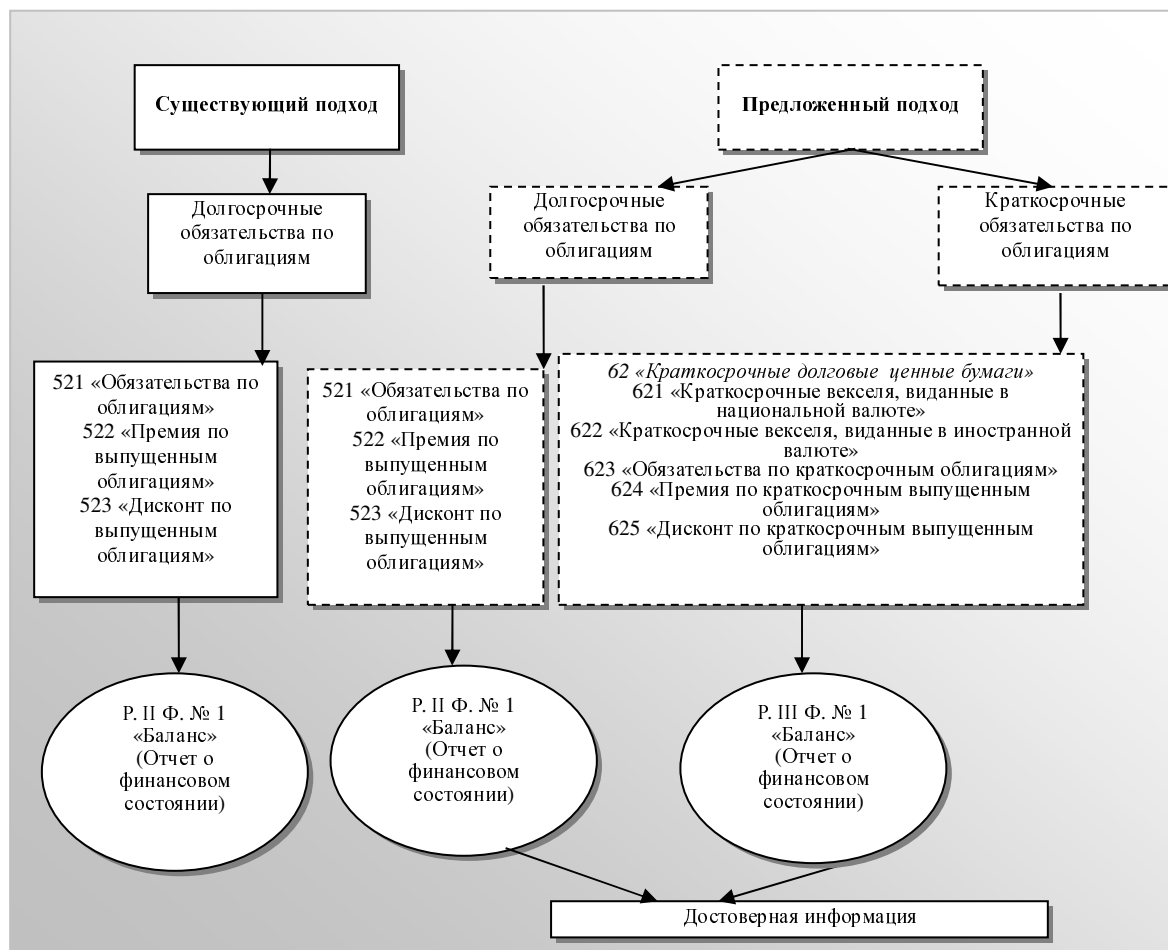 Существующий подход
Предложенный подход
Долгосрочные
обязательства по
облигациям
Долгосрочные
обязательства по
облигациям
Краткосрочные
обязательства по
облигациям
521 «Обязательства по
облигациям»
522 «Премия по
выпущенным
облигациям»
523 «Дисконт по
выпущенным
облигациям»
521 «Обязательства по
облигациям»
522 «Премия по
выпущенным
облигациям»
523 «Дисконт по
выпущенным
облигациям»
62 «Краткосрочные долговые ценные бумаги»
621 «Краткосрочные векселя, виданные в
национальной валюте»
622 «Краткосрочные векселя, виданные в иностранной
валюте»
623 «Обязательства по краткосрочным облигациям»
624 «Премия по краткосрочным выпущенным
облигациям»
625 «Дисконт по краткосрочным выпущенным
облигациям»
Р. II Ф. № 1
«Баланс»
(Отчет о
финансовом
состоянии)
Р. II Ф. № 1
«Баланс»
(Отчет о
финансовом
состоянии)
Р. III Ф. № 1
«Баланс»
(Отчет о
финансовом
состоянии)
Достоверная информация